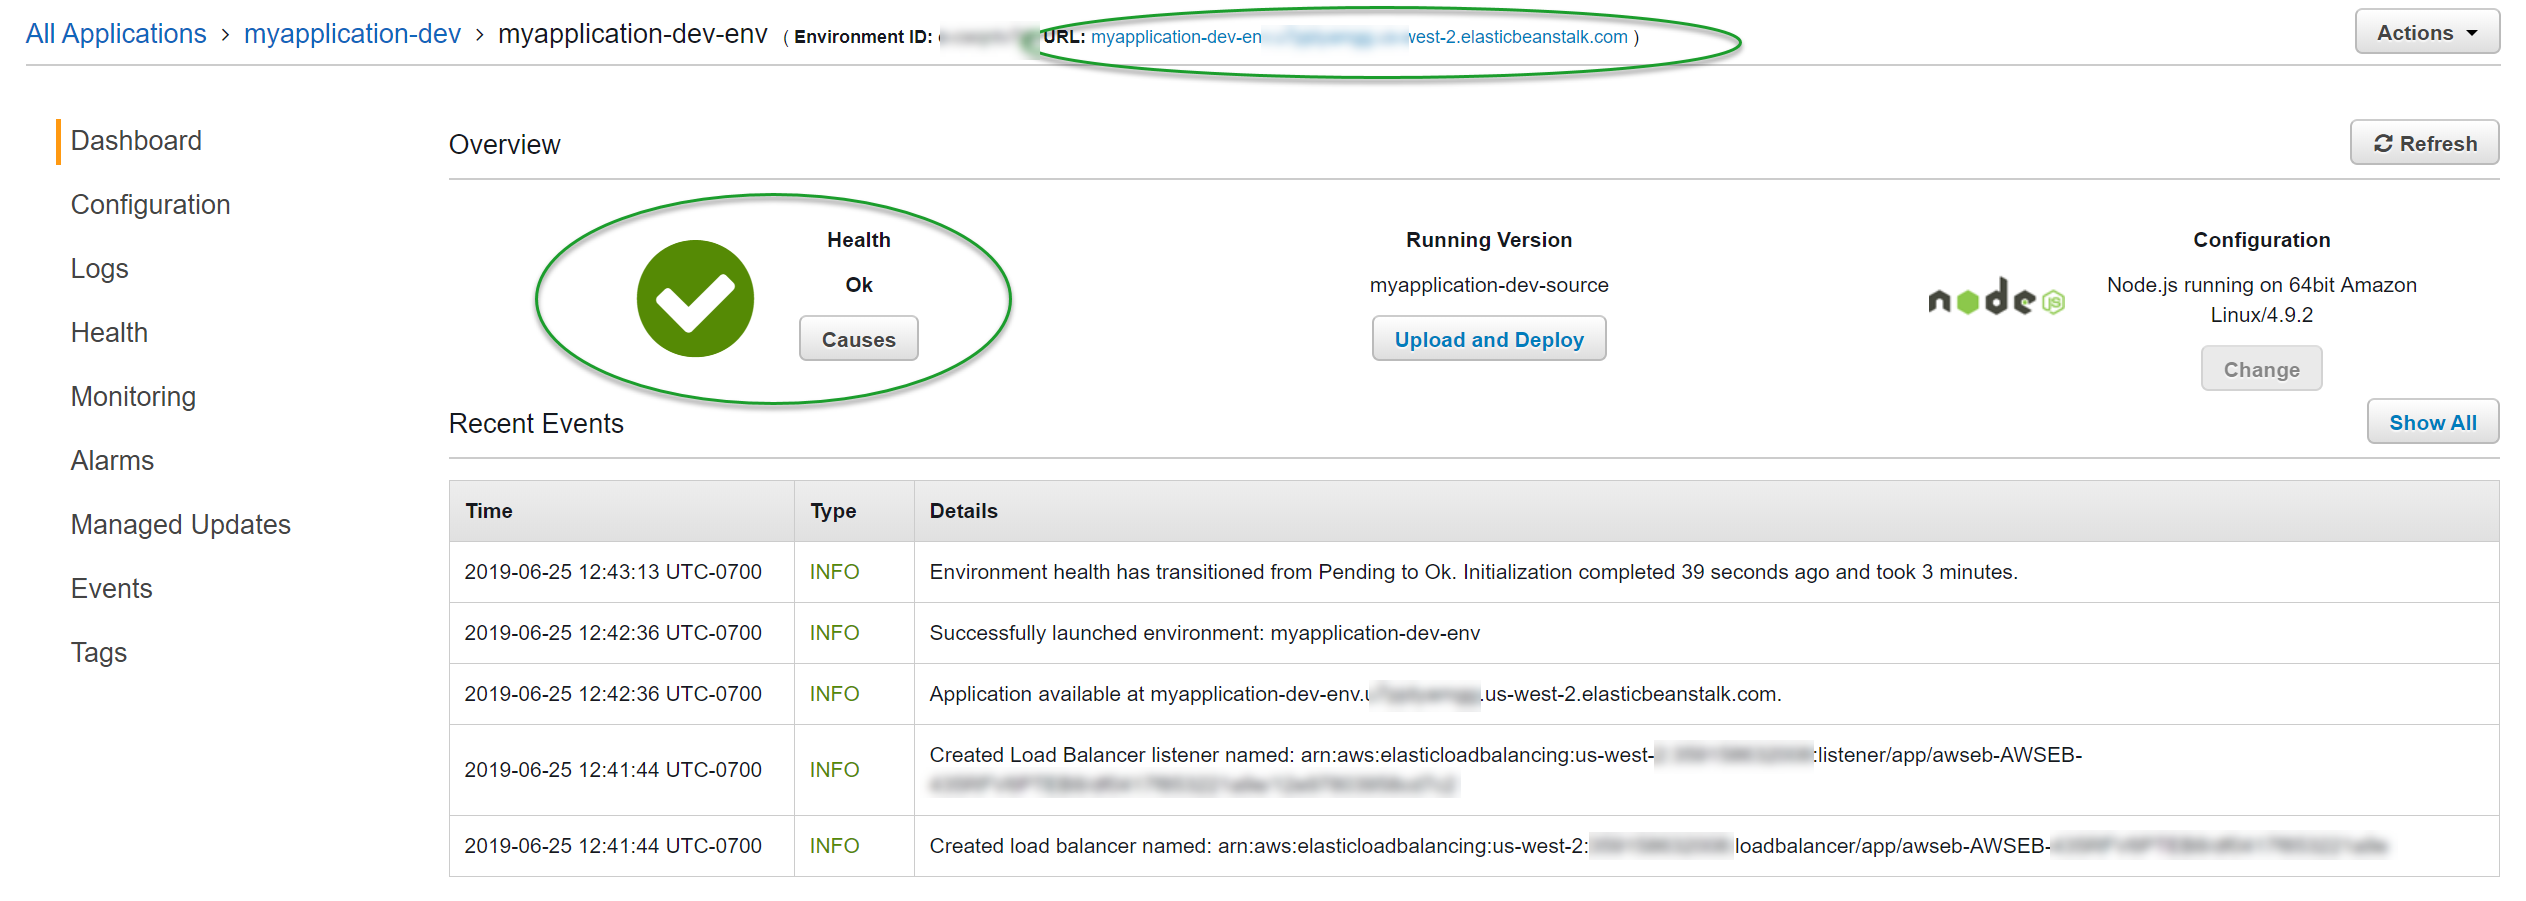 All Applications › myapplication-dev › myapplication-dev-env ( Environment ID: URL: myapplication-dev-en west-2.elasticbeanstalk.com )
Actions
Dashboard
Configuration
Logs
Health
Monitoring
Alarms
Managed Updates
Events
Tags
Overview
Refresh
Health
Ok
Causes
Running Version
myapplication-dev-source
Upload and Deploy
node JS
Configuration
Node.js running on 64bit Amazon
Linux/4.9.2
Change
Recent Events
Show All
Time Type Details
2019-06-25 12:43:13 UTC-0700 INFO Environment health has transitioned from Pending to Ok. Initialization completed 39 seconds ago and took 3 minutes.
2019-06-25 12:42:36 UTC-0700 INFO Successfully launched environment: myapplication-dev-env
2019-06-25 12:42:36 UTC-0700 INFO Application available at myapplication-dev-env. .us-west-2.elasticbeanstalk.com.
2019-06-25 12:41:44 UTC-0700 INFO Created Load Balancer listener named: arn:aws:elasticloadbalancing:us-west- :listener/app/awseb-AWSEB-
2019-06-25 12:41:44 UTC-0700 INFO Created load balancer named: arn:aws:elasticloadbalancing:us-west-2: loadbalancer/app/awseb-AWSEB-